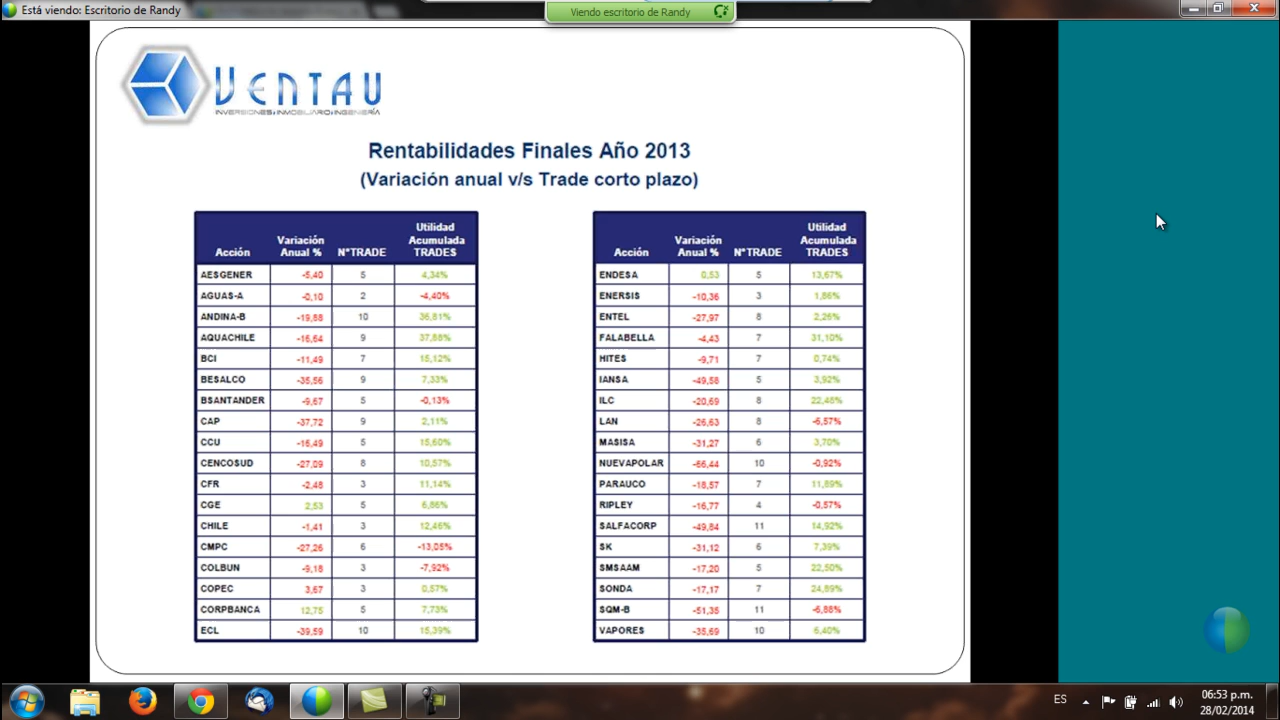 Está viendo: Escritorio de Randy
Viendo escritorio de Randy
VENTAU
INVERSIONES INMOBILIARIO INGENIERÍA
Rentabilidades Finales Año 2013
(Variación anual v/s Trade corto plazo)
Acción Variación Anual % N°TRADE Utilidad Acumulada TRADES
AESGENER -5,40 5 4,34%
AGUAS-A -0,10 2 -4,40%
ANDINA-B -19,88 10 36,81%
AQUACHILE -16,64 9 37,88%
BCI -11,49 7 15,12%
BESALCO -35,56 9 7,33%
BSANTANDER -9,67 5 -0,13%
CAP -37,72 9 2,11%
CCU -16,49 5 15,60%
CENCOSUD -27,09 8 10,57%
CFR -2,48 3 11,14%
CGE 2,53 5 6,86%
CHILE -1,41 3 12,46%
CMPC -27,26 6 -13,05%
COLBUN -9,18 3 -7,92%
COPEC 3,67 3 0,57%
CORPBANCA 12,75 5 7,73%
ECL -39,59 10 15,39%
Acción Variación Anual % N°TRADE Utilidad Acumulada TRADES
ENDESA 0,53 5 13,67%
ENERSIS -10,36 3 1,86%
ENTEL -27,97 8 2,26%
FALABELLA -4,43 7 31,10%
HITES -9,71 7 0,74%
IANSA -49,58 5 3,92%
ILC -20,69 8 22,48%
LAN -26,63 8 -6,57%
MASISA -31,27 6 3,70%
NUEVAPOLAR -66,44 10 -0,92%
PARAUCO -18,57 7 11,89%
RIPLEY -16,77 4 -0,57%
SALFACORP -49,84 11 14,92%
SK -31,12 6 7,39%
SMSAAM -17,20 5 22,50%
SONDA -17,17 7 24,89%
SQM-B -51,35 11 -6,88%
VAPORES -35,69 10 6,40%
ES
06:53 p.m.
28/02/2014